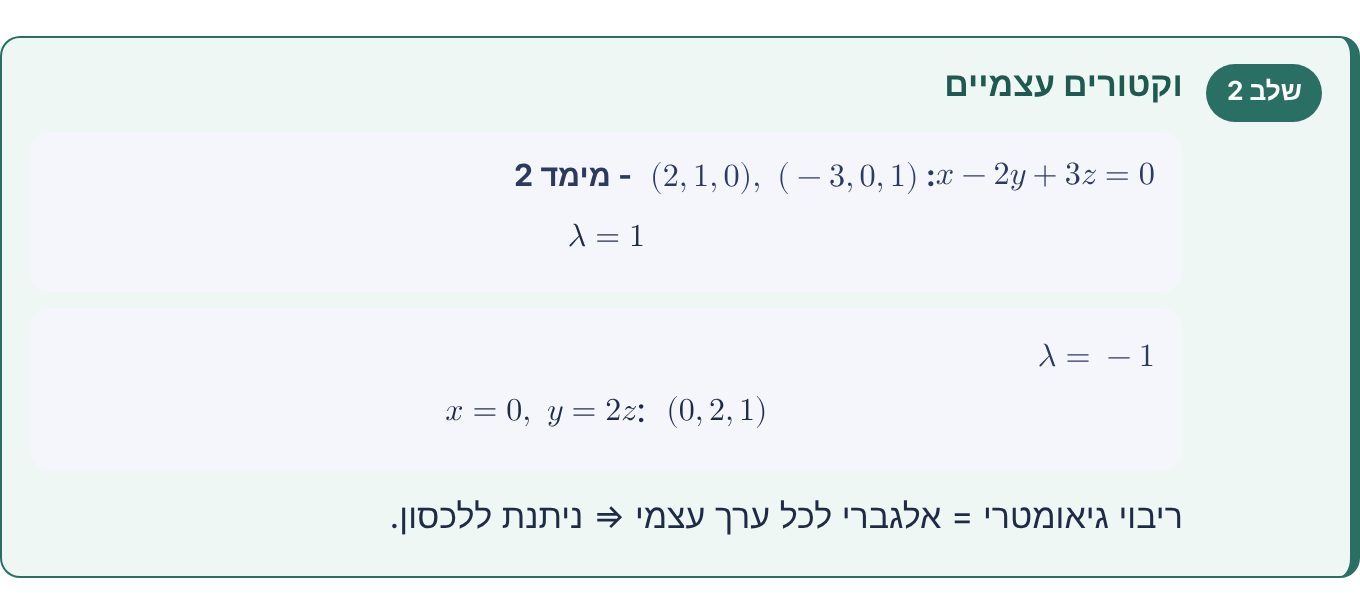 שלב 2
וקטורים עצמיים
x − 2y + 3z = 0: (2, 1, 0), (−3, 0, 1) - מימד 2
λ = 1
λ = −1
x = 0, y = 2z: (0, 2, 1)
ריבוי גיאומטרי = אלגברי לכל ערך עצמי ⇒ ניתנת ללכסון.